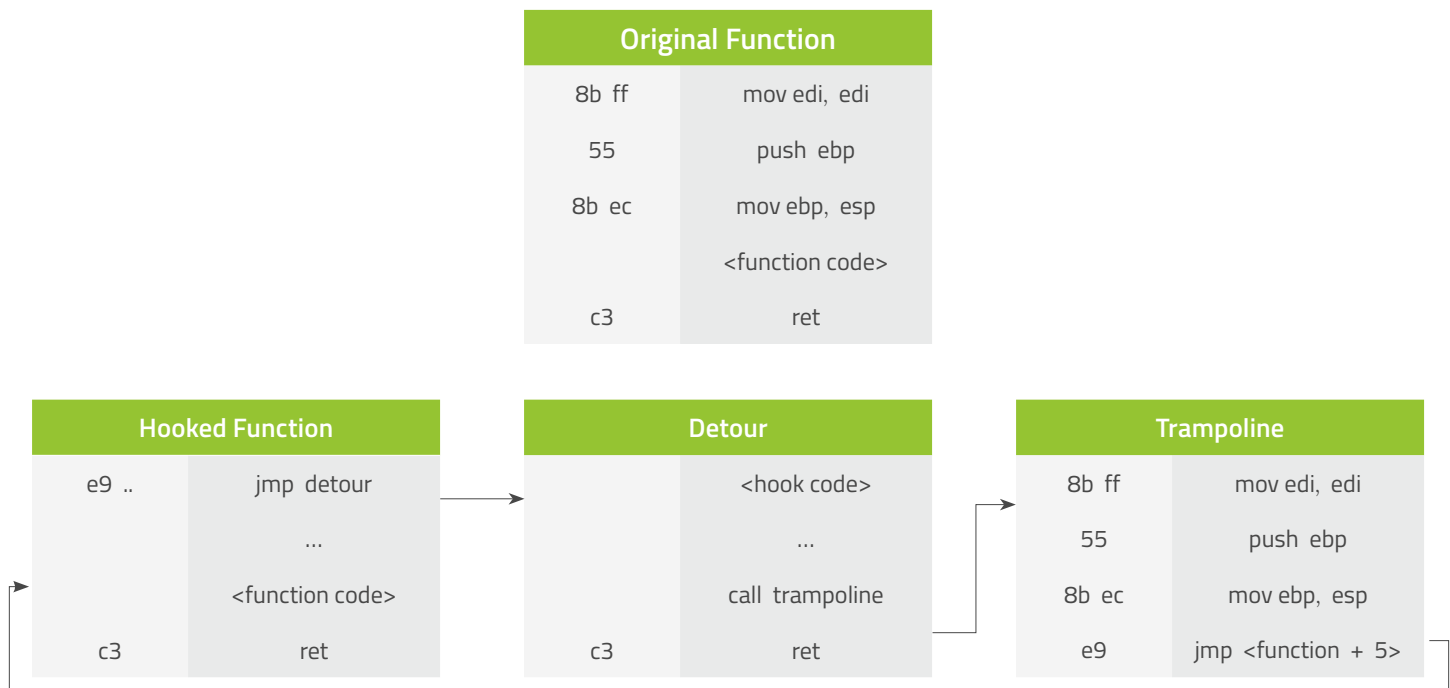 Original Function
8b ff mov edi, edi
55 push ebp
8b ec mov ebp, esp
<function code>
c3 ret
Hooked Function
e9 .. jmp detour
...
<function code>
c3 ret
Detour
<hook code>
...
call trampoline
c3 ret
Trampoline
8b ff mov edi, edi
55 push ebp
8b ec mov ebp, esp
e9 jmp <function + 5>